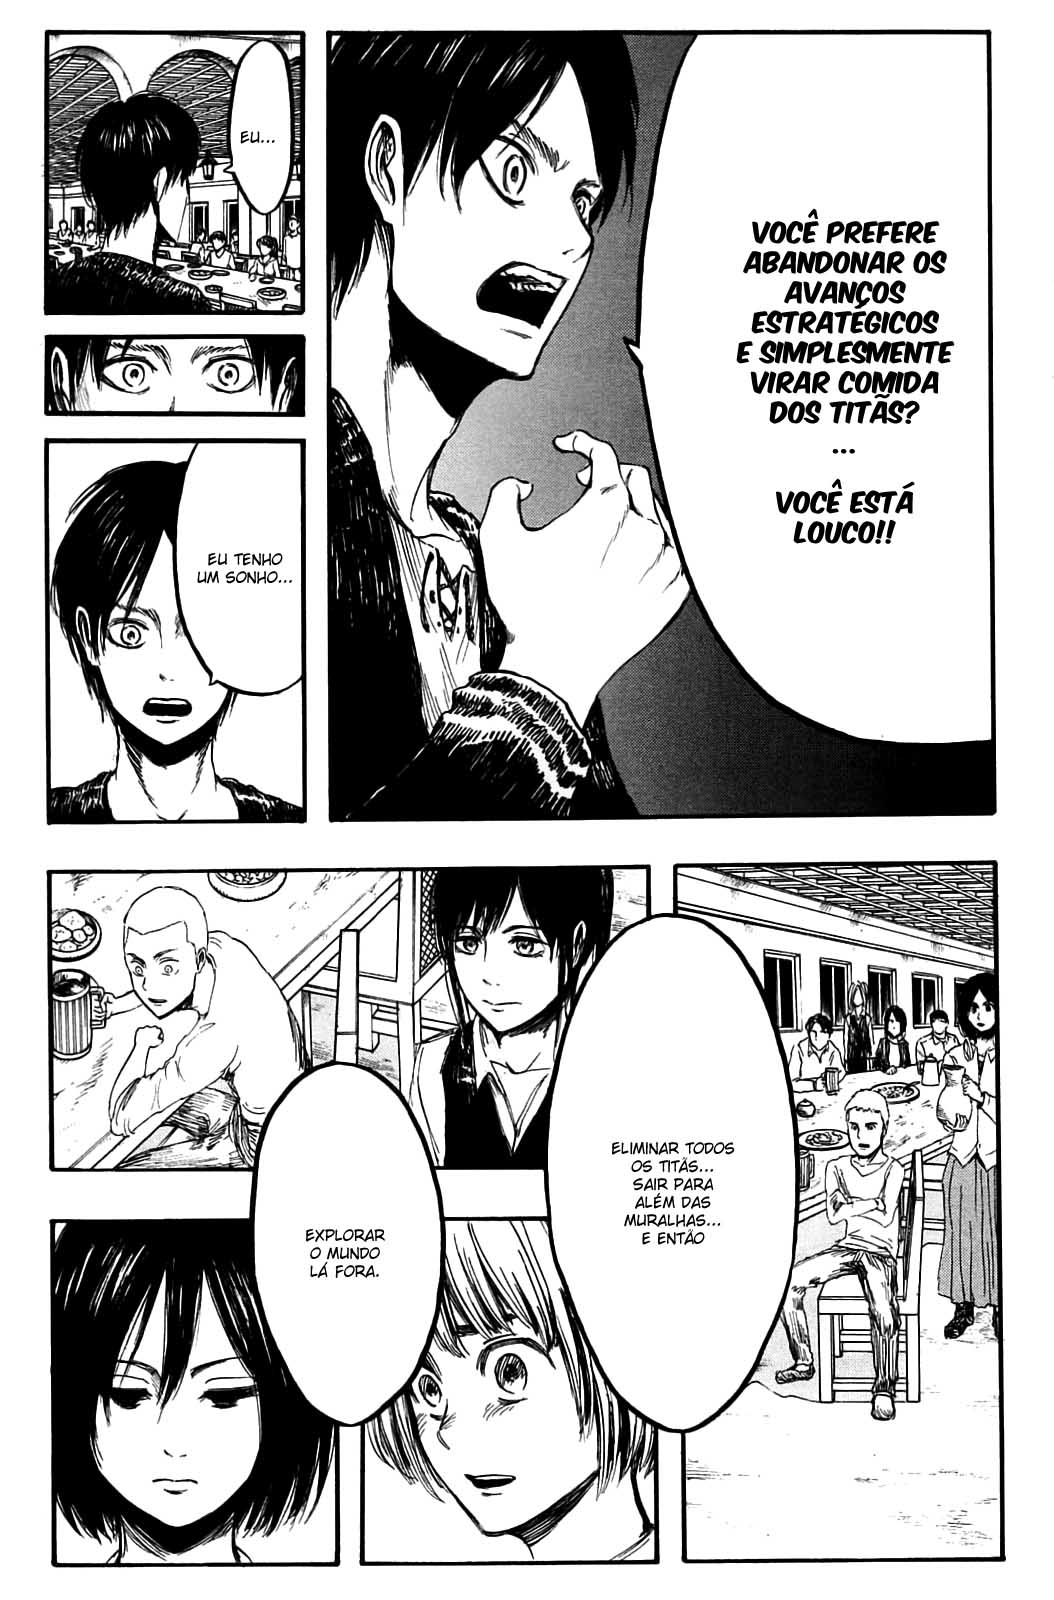 VOCÊ PREFERE
ABANDONAR OS
AVANÇOS
ESTRATÉGICOS
E SIMPLESMENTE
VIRAR COMIDA
DOS TITÃS?
...
VOCÊ ESTÁ
LOUCO!!
EU...
EU TENHO
UM SONHO...
ELIMINAR TODOS
OS TITÃS...
SAIR PARA
ALÉM DAS
MURALHAS...
E ENTÃO
EXPLORAR
O MUNDO
LÁ FORA.